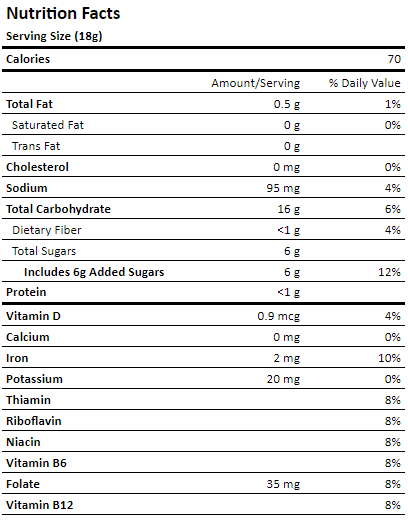 Nutrition Facts
Serving Size (18g)
Calories 70
Amount/Serving % Daily Value
Total Fat 0.5 g 1%
Saturated Fat 0 g 0%
Trans Fat 0 g
Cholesterol 0 mg 0%
Sodium 95 mg 4%
Total Carbohydrate 16 g 6%
Dietary Fiber <1 g 4%
Total Sugars 6 g
Includes 6g Added Sugars 6 g 12%
Protein <1 g
Vitamin D 0.9 mcg 4%
Calcium 0 mg 0%
Iron 2 mg 10%
Potassium 20 mg 0%
Thiamin 8%
Riboflavin 8%
Niacin 8%
Vitamin B6 8%
Folate 35 mg 8%
Vitamin B12 8%